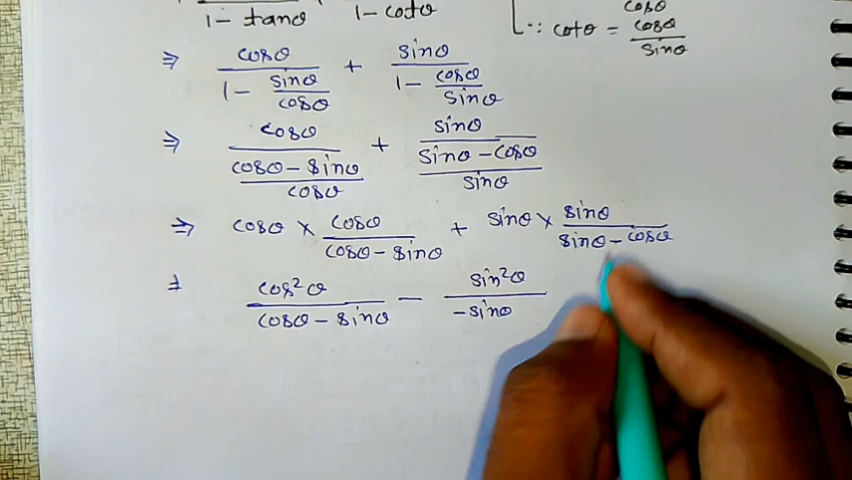 1 - tanθ 1 - cotθ
cosθ
∵ cotθ = cosθ/sinθ
⇒ cosθ/(1 - sinθ/cosθ) + sinθ/(1 - cosθ/sinθ)
⇒ cosθ/((cosθ - sinθ)/cosθ) + sinθ/((sinθ - cosθ)/sinθ)
⇒ cosθ × cosθ/(cosθ - sinθ) + sinθ × sinθ/(sinθ - cosθ)
⇒ cos²θ/(cosθ - sinθ) - sin²θ/(-sinθ